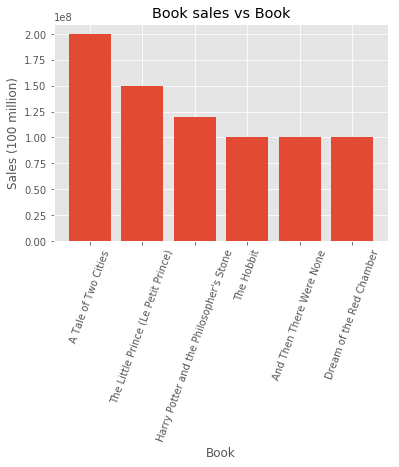 Book sales vs Book
1e8
2.00
1.75
1.50
1.25
1.00
0.75
0.50
0.25
0.00
Sales (100 million)
A Tale of Two Cities
The Little Prince (Le Petit Prince)
Harry Potter and the Philosopher's Stone
The Hobbit
And Then There Were None
Dream of the Red Chamber
Book